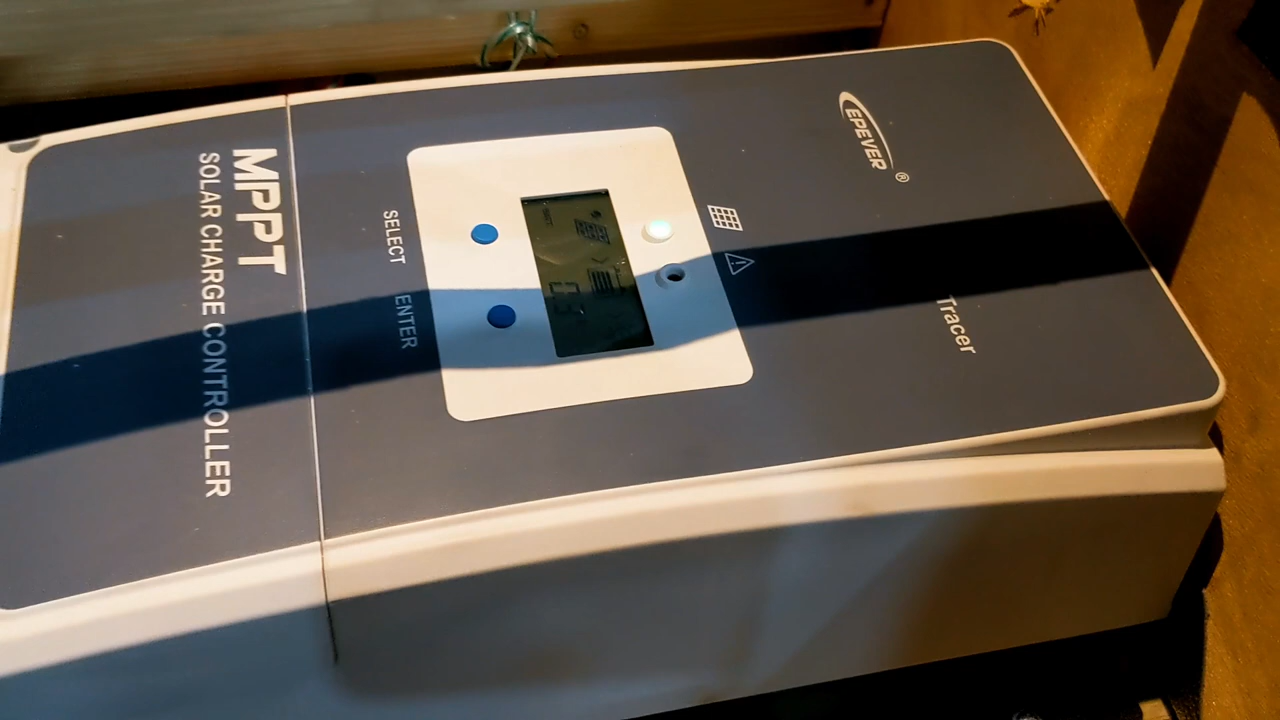 EPEVER®
Tracer
SELECT ENTER
MPPT
SOLAR CHARGE CONTROLLER